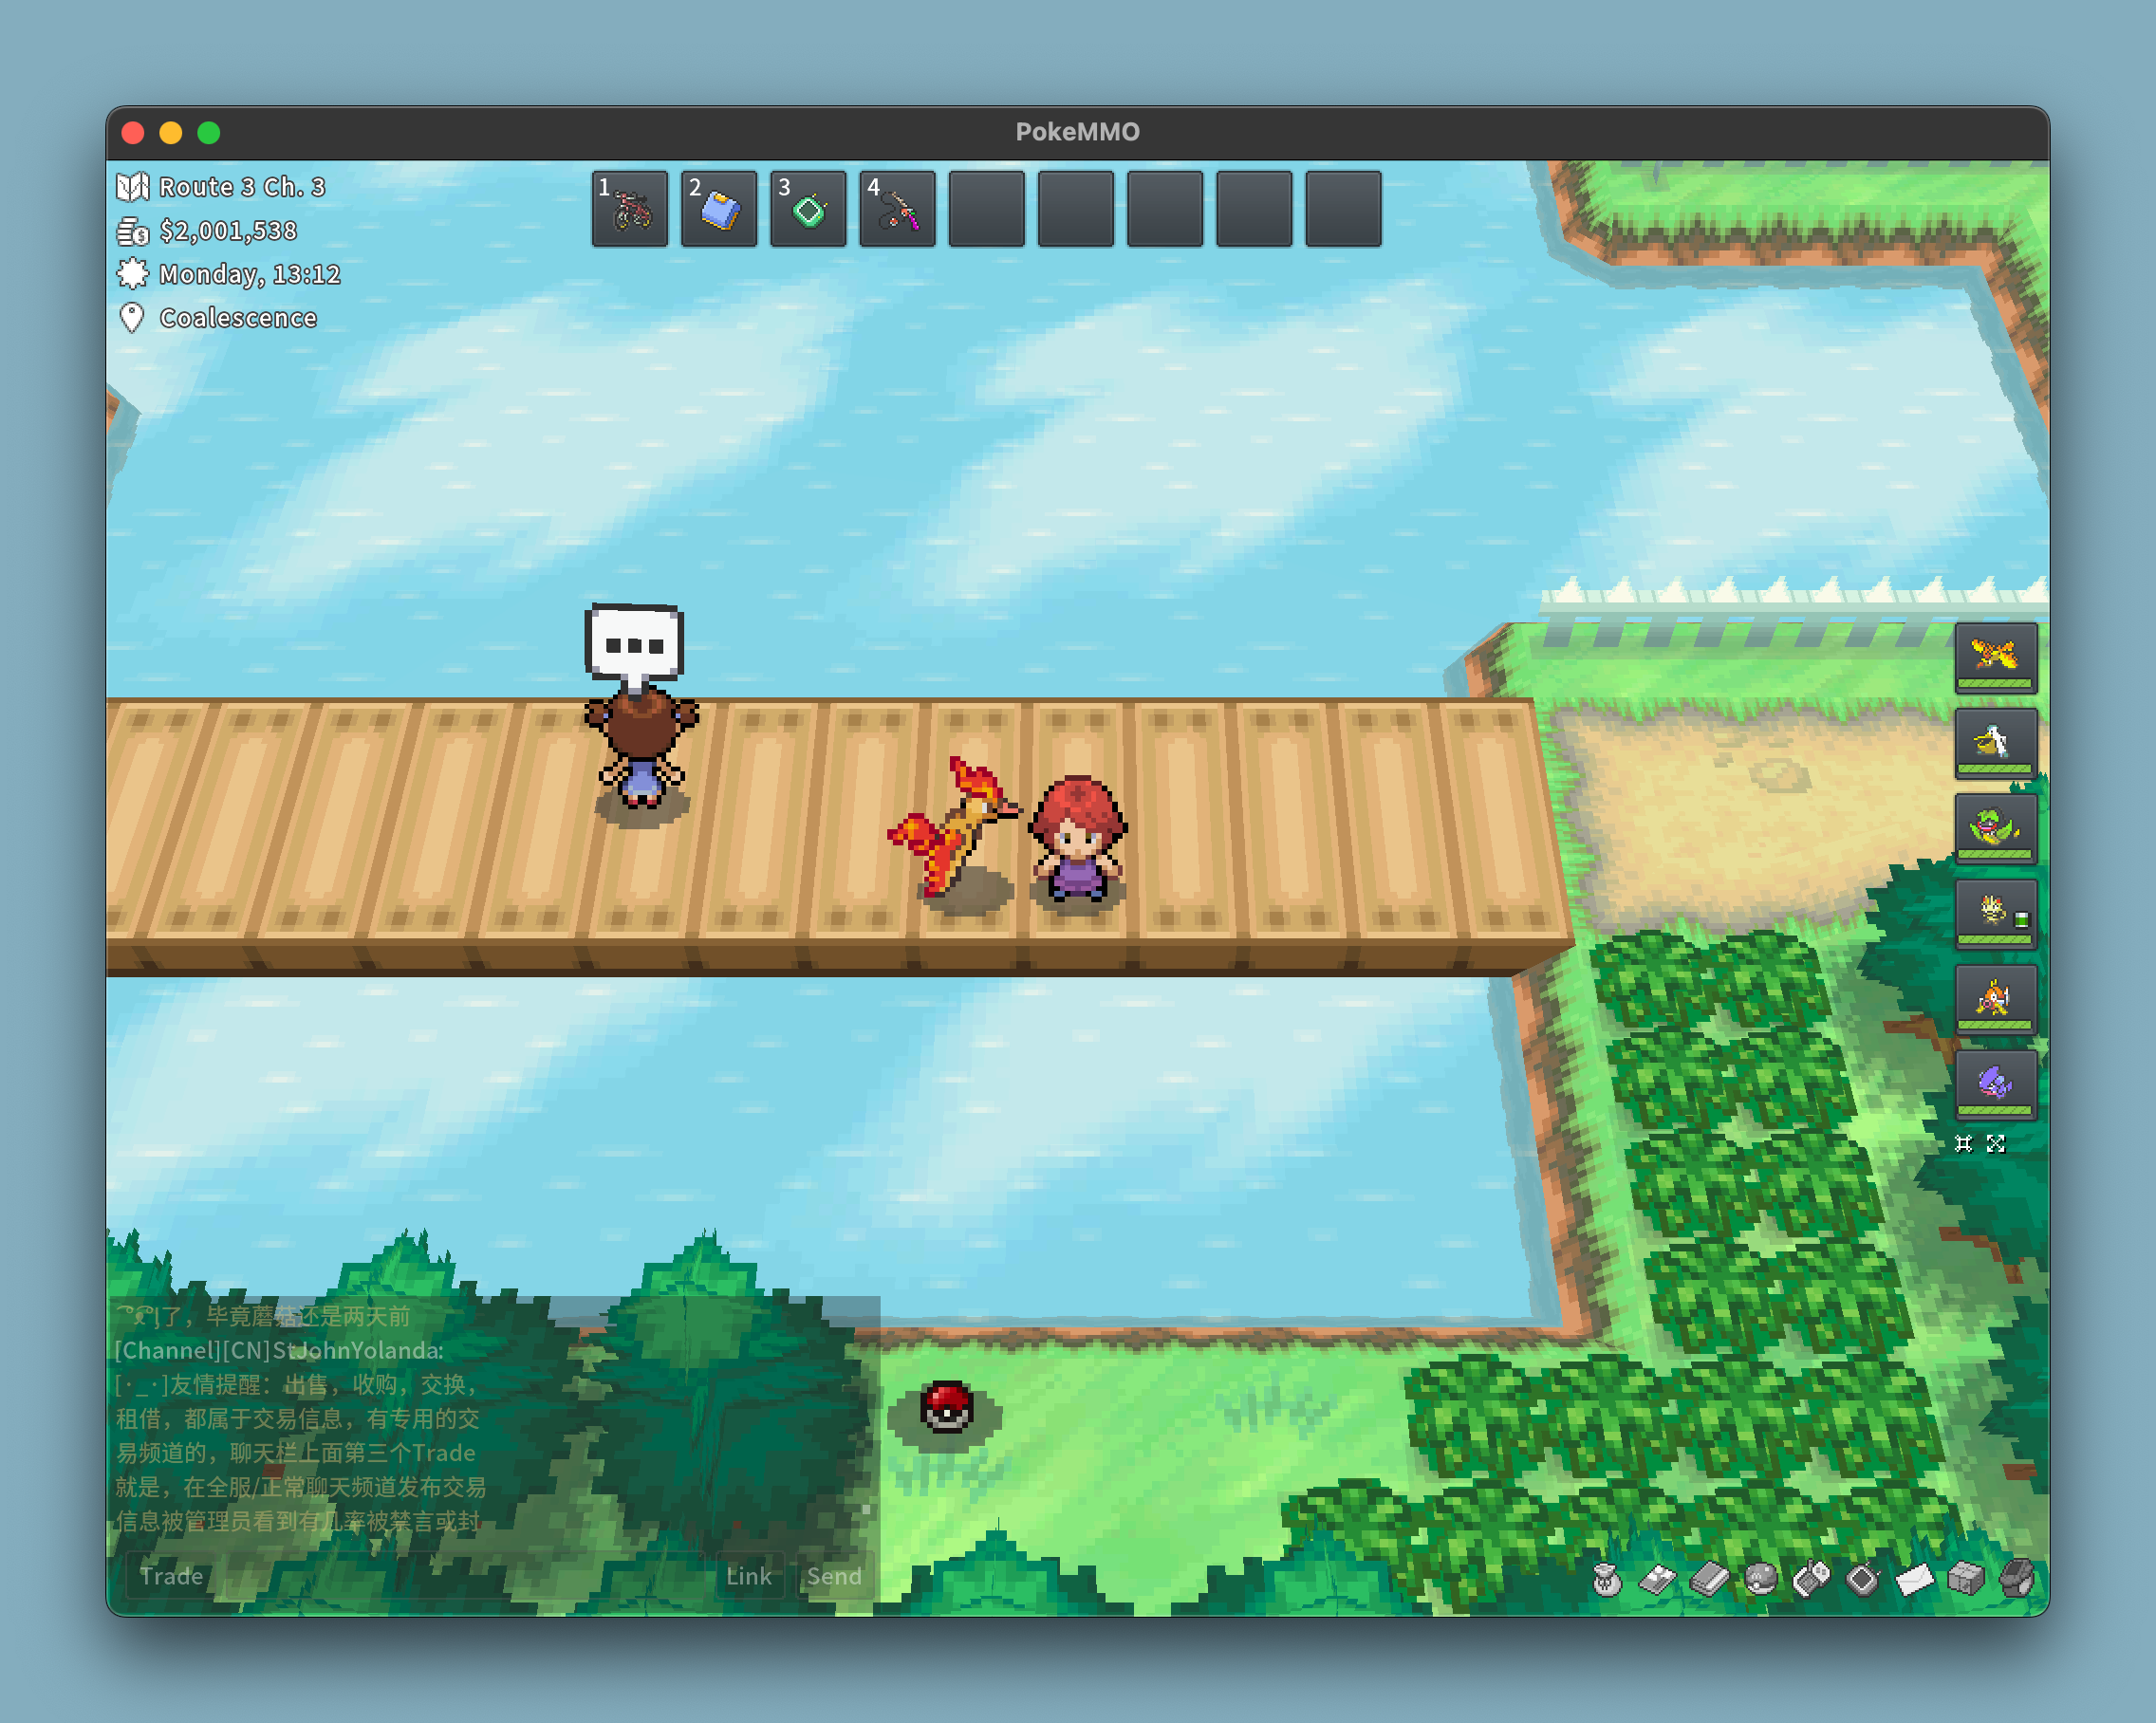 PokeMMO
Route 3 Ch. 3
$2,001,538
Monday, 13:12
Coalescence
1
2
3
4
了，毕竟蘑菇还是两天前
[Channel][CN]StJohnYolanda:
[·_·]友情提醒：出售，收购，交换，
租借，都属于交易信息，有专用的交
易频道的，聊天栏上面第三个Trade
就是，在全服/正常聊天频道发布交易
信息被管理员看到有几率被禁言或封
Trade
Link
Send